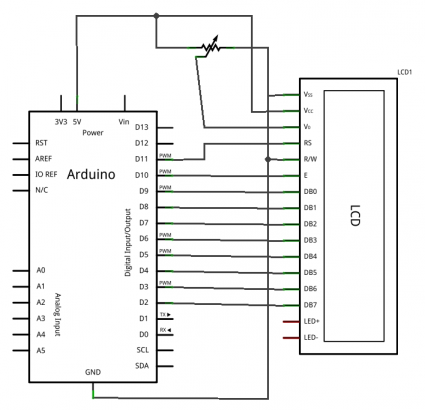 LCD1
3V3 5V Vin
Power
Arduino
RST
AREF
IO REF
N/C
A0
A1
A2
A3
A4
A5
Analog Input
GND
Digital Input/Output
D13
D12
D11 PWM
D10 PWM
D9 PWM
D8
D7
D6 PWM
D5 PWM
D4
D3 PWM
D2
D1 TX
D0 RX
SCL
SDA
Vss
Vcc
V0
RS
R/W
E
DB0
DB1
DB2
DB3
DB4
DB5
DB6
DB7
LED+
LED-
LCD